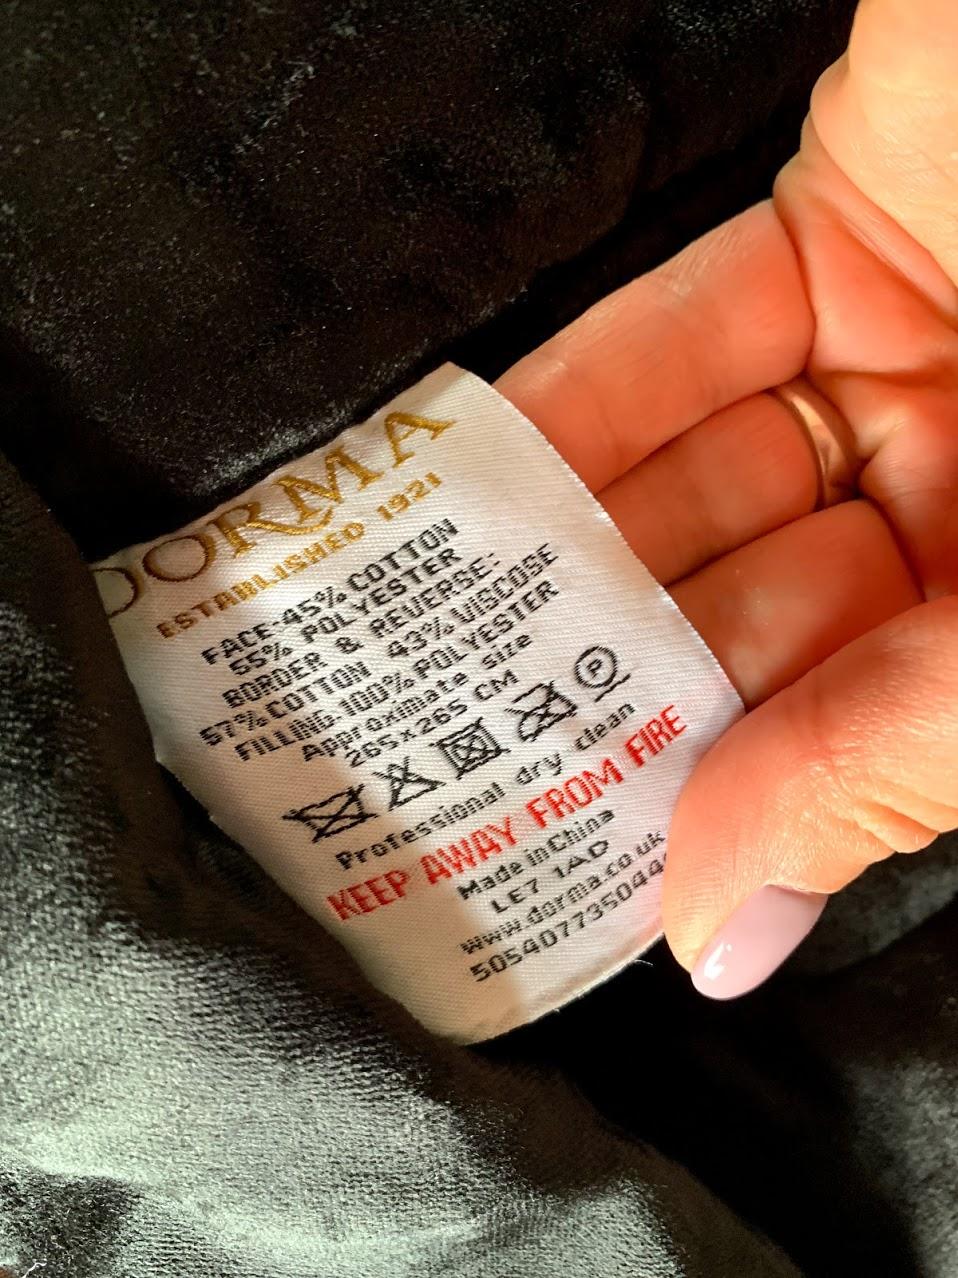 DORMA
ESTABLISHED 1921
FACE:45% COTTON
55% POLYESTER
BORDER & REVERSE:
57% COTTON 43% VISCOSE
FILLING:100% POLYESTER
Approximate size
265x265 CM
P
Professional dry clean
KEEP AWAY FROM FIRE
Made in China
LE7 1AD
www.dorma.co.uk